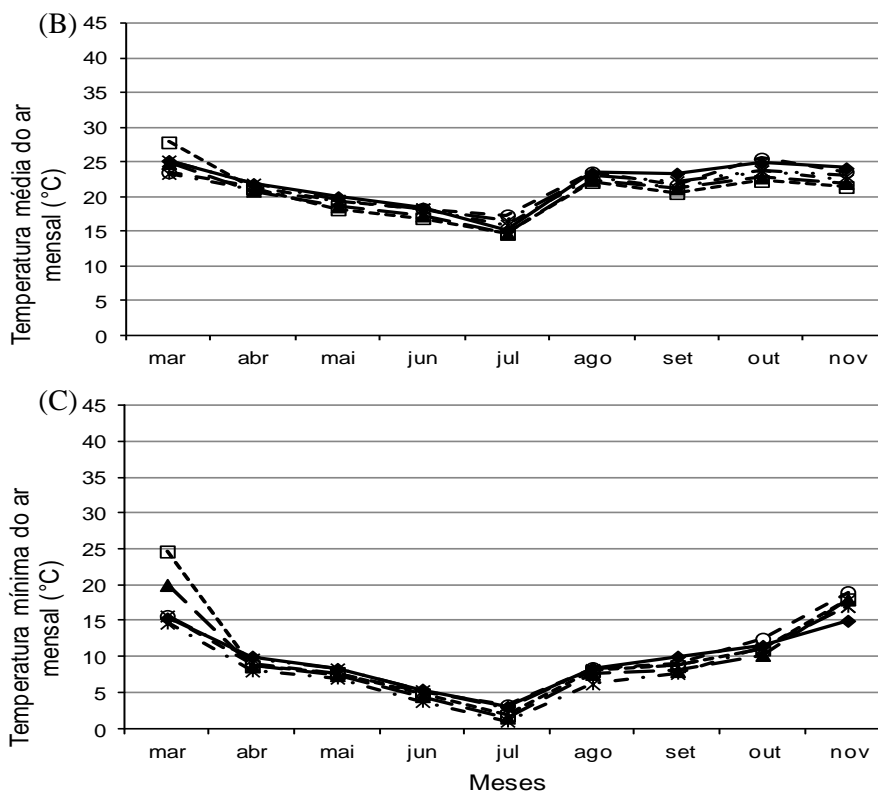 (B)
Temperatura média do ar
mensal (°C)
45
40
35
30
25
20
15
10
5
0
mar abr mai jun jul ago set out nov
(C)
Temperatura mínima do ar
mensal (°C)
45
40
35
30
25
20
15
10
5
0
mar abr mai jun jul ago set out nov
Meses